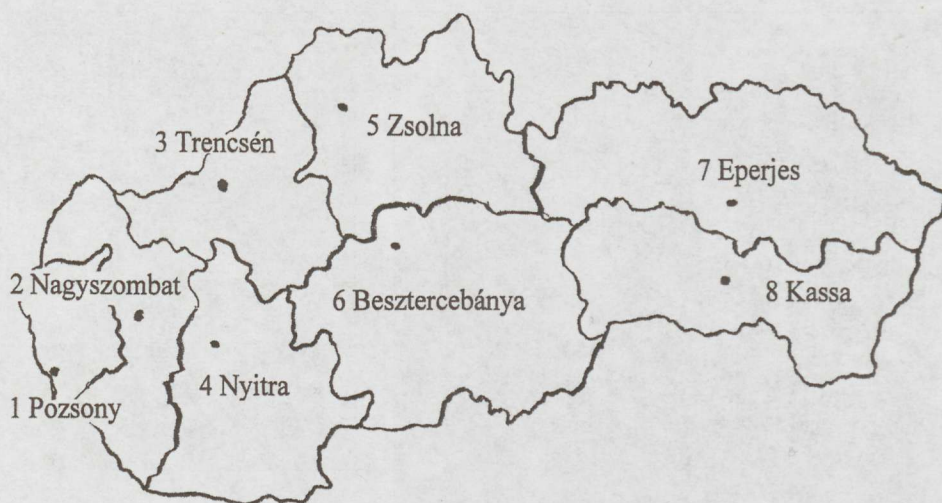 5 Zsolna
3 Trencsén
7 Eperjes
2 Nagyszombat
6 Besztercebánya
8 Kassa
4 Nyitra
1 Pozsony